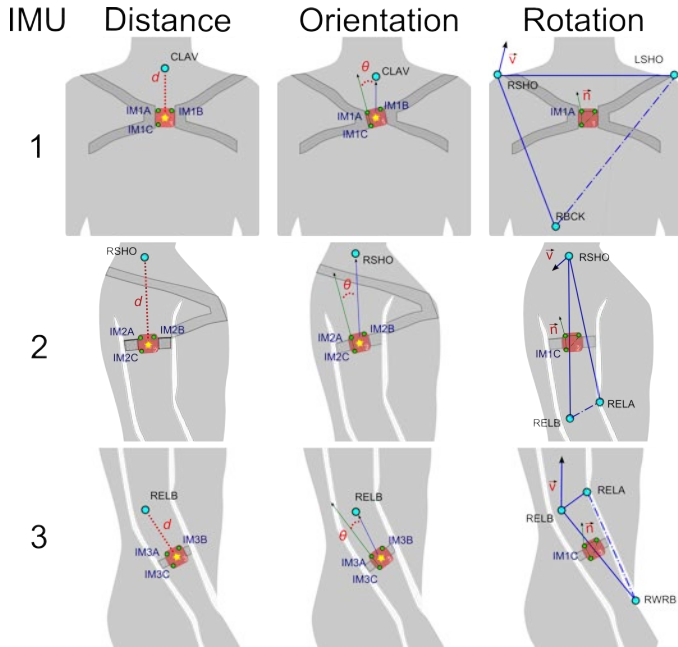 IMU Distance Orientation Rotation
1
CLAV
d
IM1A IM1B
IM1C
θ
CLAV
IM1A IM1B
IM1C
v
RSHO LSHO
n
IM1A
RBCK
2
RSHO
d
IM2A IM2B
IM2C
RSHO
θ
IM2A IM2B
IM2C
v
RSHO
n
IM1C
RELA
RELB
3
RELB
d
IM3A IM3B
IM3C
RELB
θ
IM3A IM3B
IM3C
v
RELA
RELB
n
IM1C
RWRB